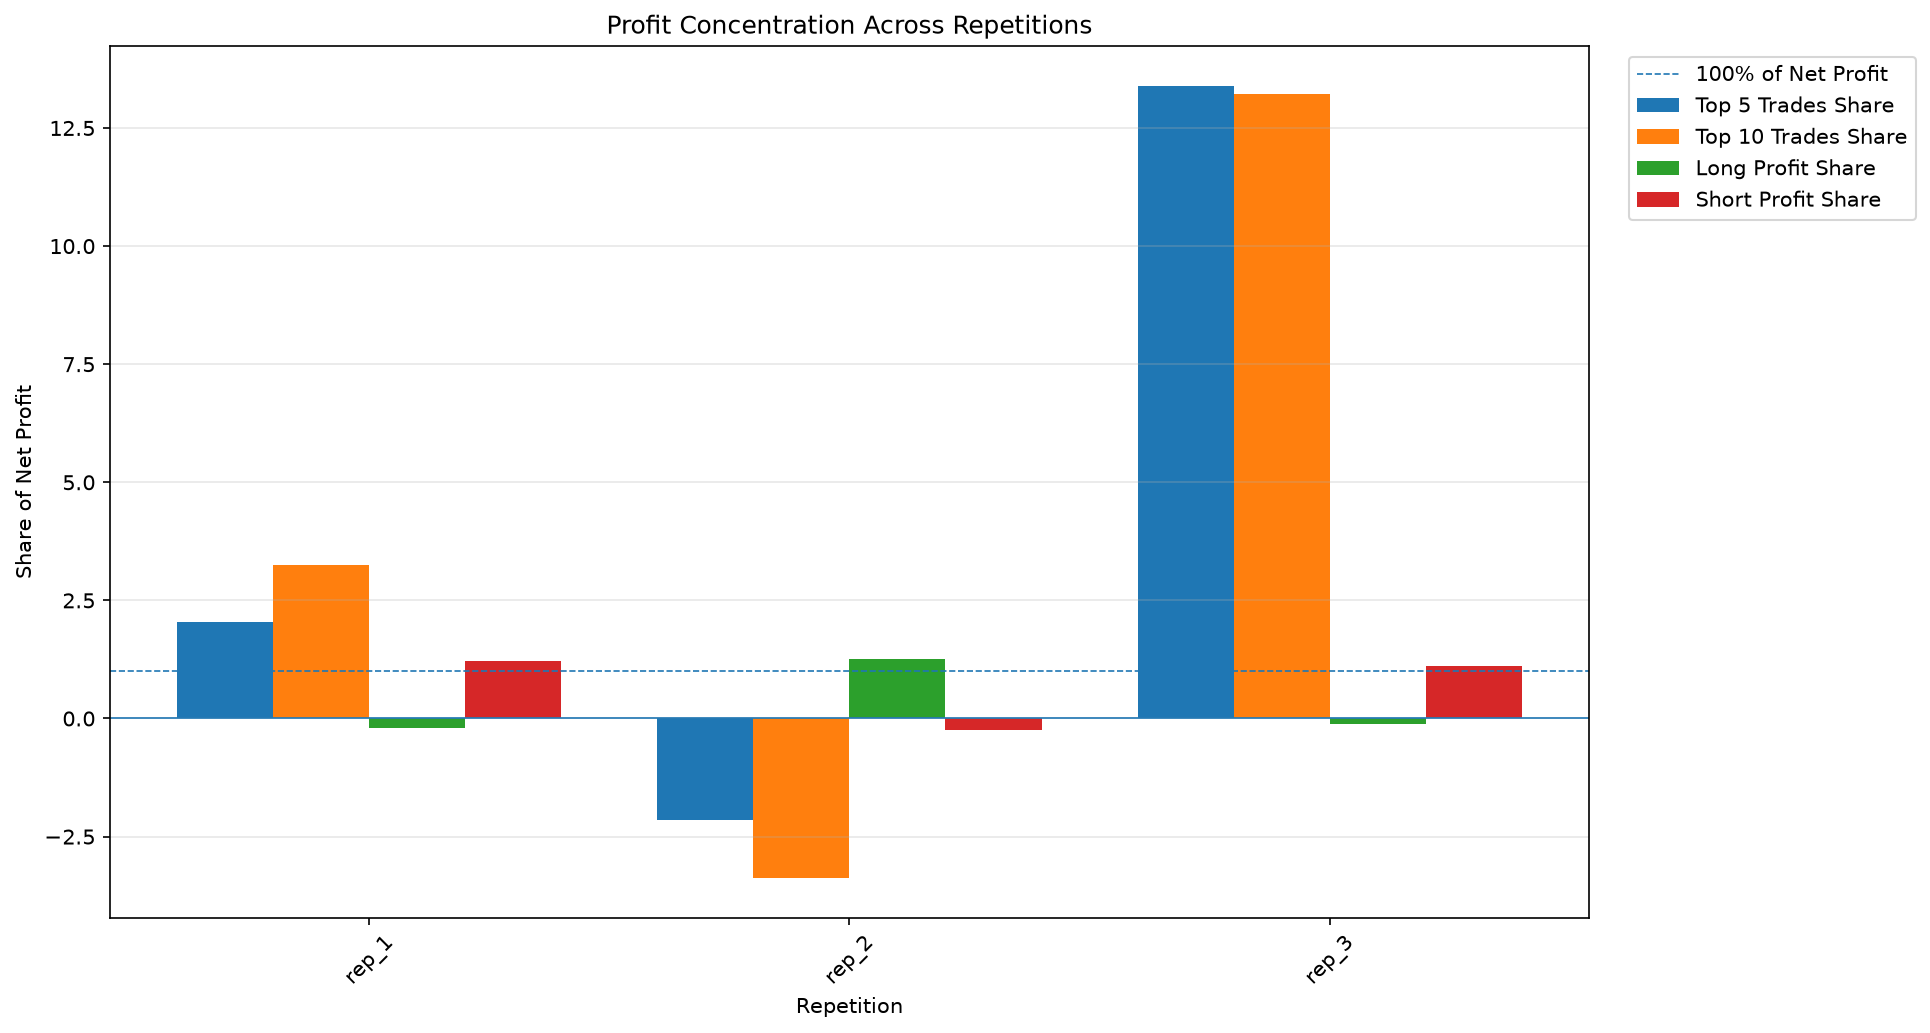 Profit Concentration Across Repetitions
100% of Net Profit
Top 5 Trades Share
Top 10 Trades Share
Long Profit Share
Short Profit Share
Share of Net Profit
12.5
10.0
7.5
5.0
2.5
0.0
−2.5
rep_1
rep_2
rep_3
Repetition